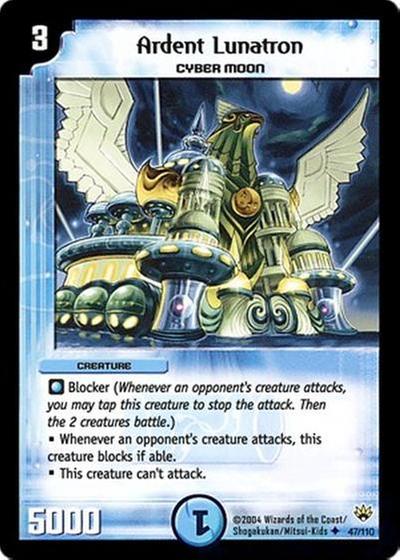 3
Ardent Lunatron
CYBER MOON
CREATURE
Blocker (Whenever an opponent's creature attacks,
you may tap this creature to stop the attack. Then
the 2 creatures battle.)
▪ Whenever an opponent's creature attacks, this
creature blocks if able.
▪ This creature can't attack.
5000
1
©2004 Wizards of the Coast/
Shogakukan/Mitsui-Kids ✦ 47/110